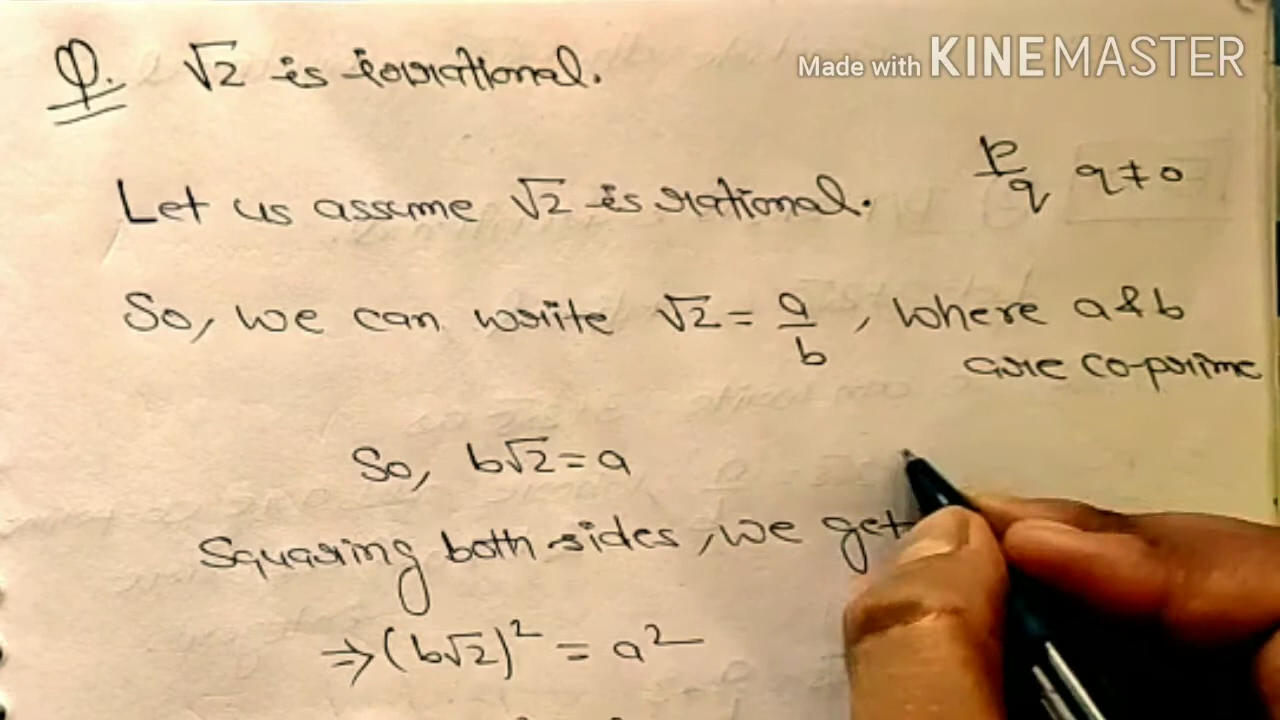 Q. √2 is irrational.
Made with KINEMASTER
Let us assume √2 is rational.
p/q q≠0
So, we can write √2 = a/b, where a & b
are co-prime
So, b√2 = a
Squaring both sides, we get
⇒ (b√2)² = a²